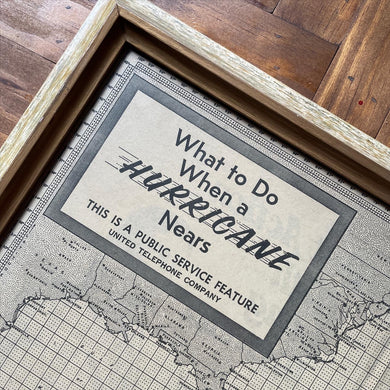 What to Do
When a
HURRICANE
Nears
THIS IS A PUBLIC SERVICE FEATURE
UNITED TELEPHONE COMPANY